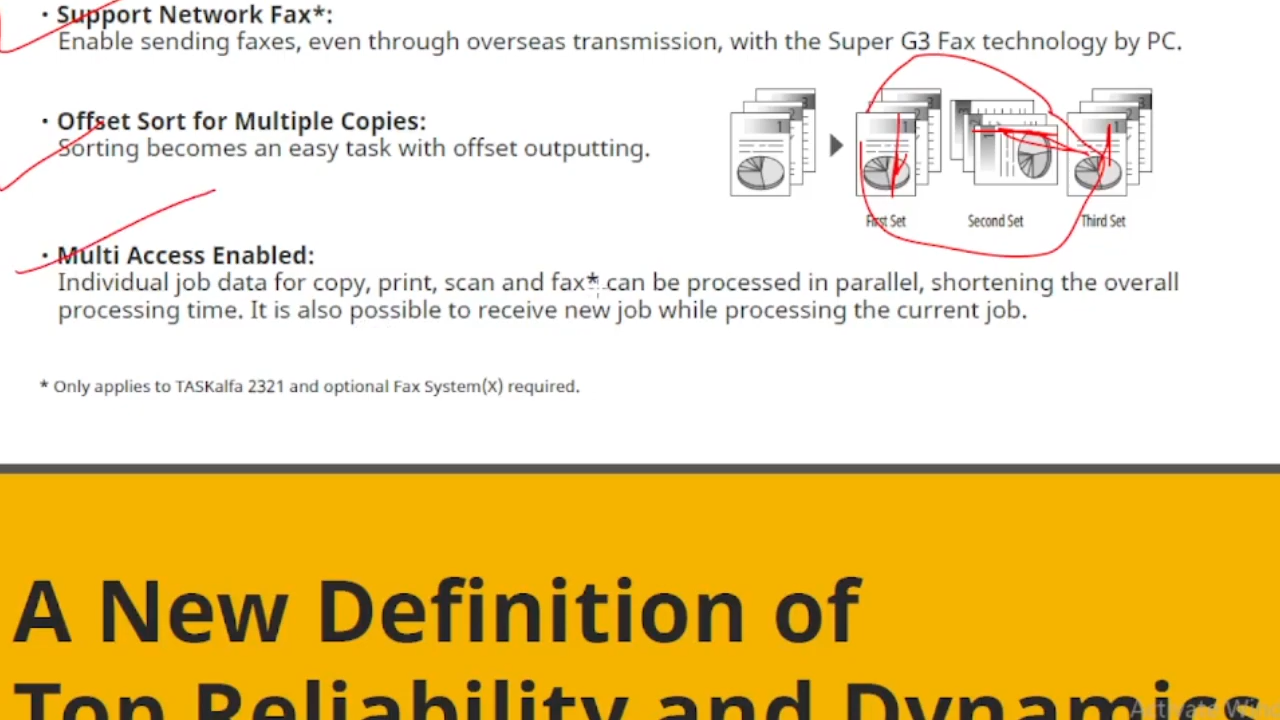 • Support Network Fax*:
Enable sending faxes, even through overseas transmission, with the Super G3 Fax technology by PC.
• Offset Sort for Multiple Copies:
Sorting becomes an easy task with offset outputting.
First Set Second Set Third Set
• Multi Access Enabled:
Individual job data for copy, print, scan and fax* can be processed in parallel, shortening the overall
processing time. It is also possible to receive new job while processing the current job.
* Only applies to TASKalfa 2321 and optional Fax System(X) required.
A New Definition of
Top Reliability and Dynamics